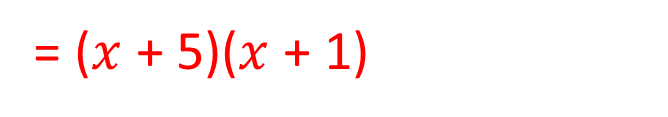 = (𝑥 + 5)(𝑥 + 1)